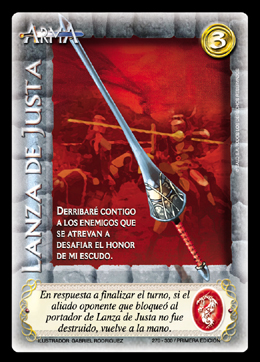 ARMA
3
LANZA DE JUSTA
DERRIBARÉ CONTIGO
A LOS ENEMIGOS QUE
SE ATREVAN A
DESAFIAR EL HONOR
DE MI ESCUDO.
En respuesta a finalizar el turno, si el
aliado oponente que bloqueó al
portador de Lanza de Justa no fue
destruido, vuelve a la mano.
ILUSTRADOR: GABRIEL RODRIGUEZ
270 - 300 / PRIMERA EDICIÓN